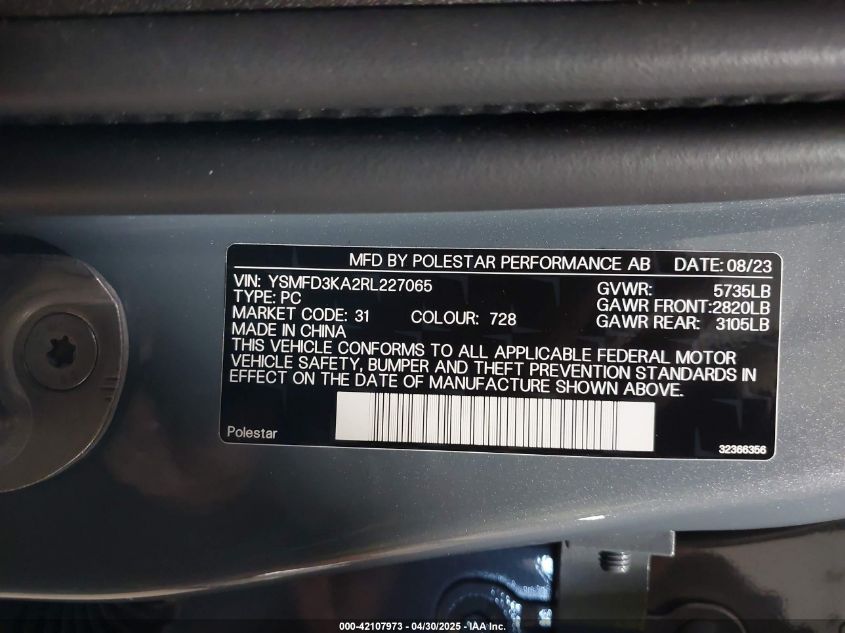 MFD BY POLESTAR PERFORMANCE AB DATE: 08/23
VIN: YSMFD3KA2RL227065 GVWR: 5735LB
TYPE: PC GAWR FRONT:2820LB
MARKET CODE: 31 COLOUR: 728 GAWR REAR: 3105LB
MADE IN CHINA
THIS VEHICLE CONFORMS TO ALL APPLICABLE FEDERAL MOTOR
VEHICLE SAFETY, BUMPER AND THEFT PREVENTION STANDARDS IN
EFFECT ON THE DATE OF MANUFACTURE SHOWN ABOVE.
Polestar 32366356
000-42107973 - 04/30/2025 - IAA Inc.